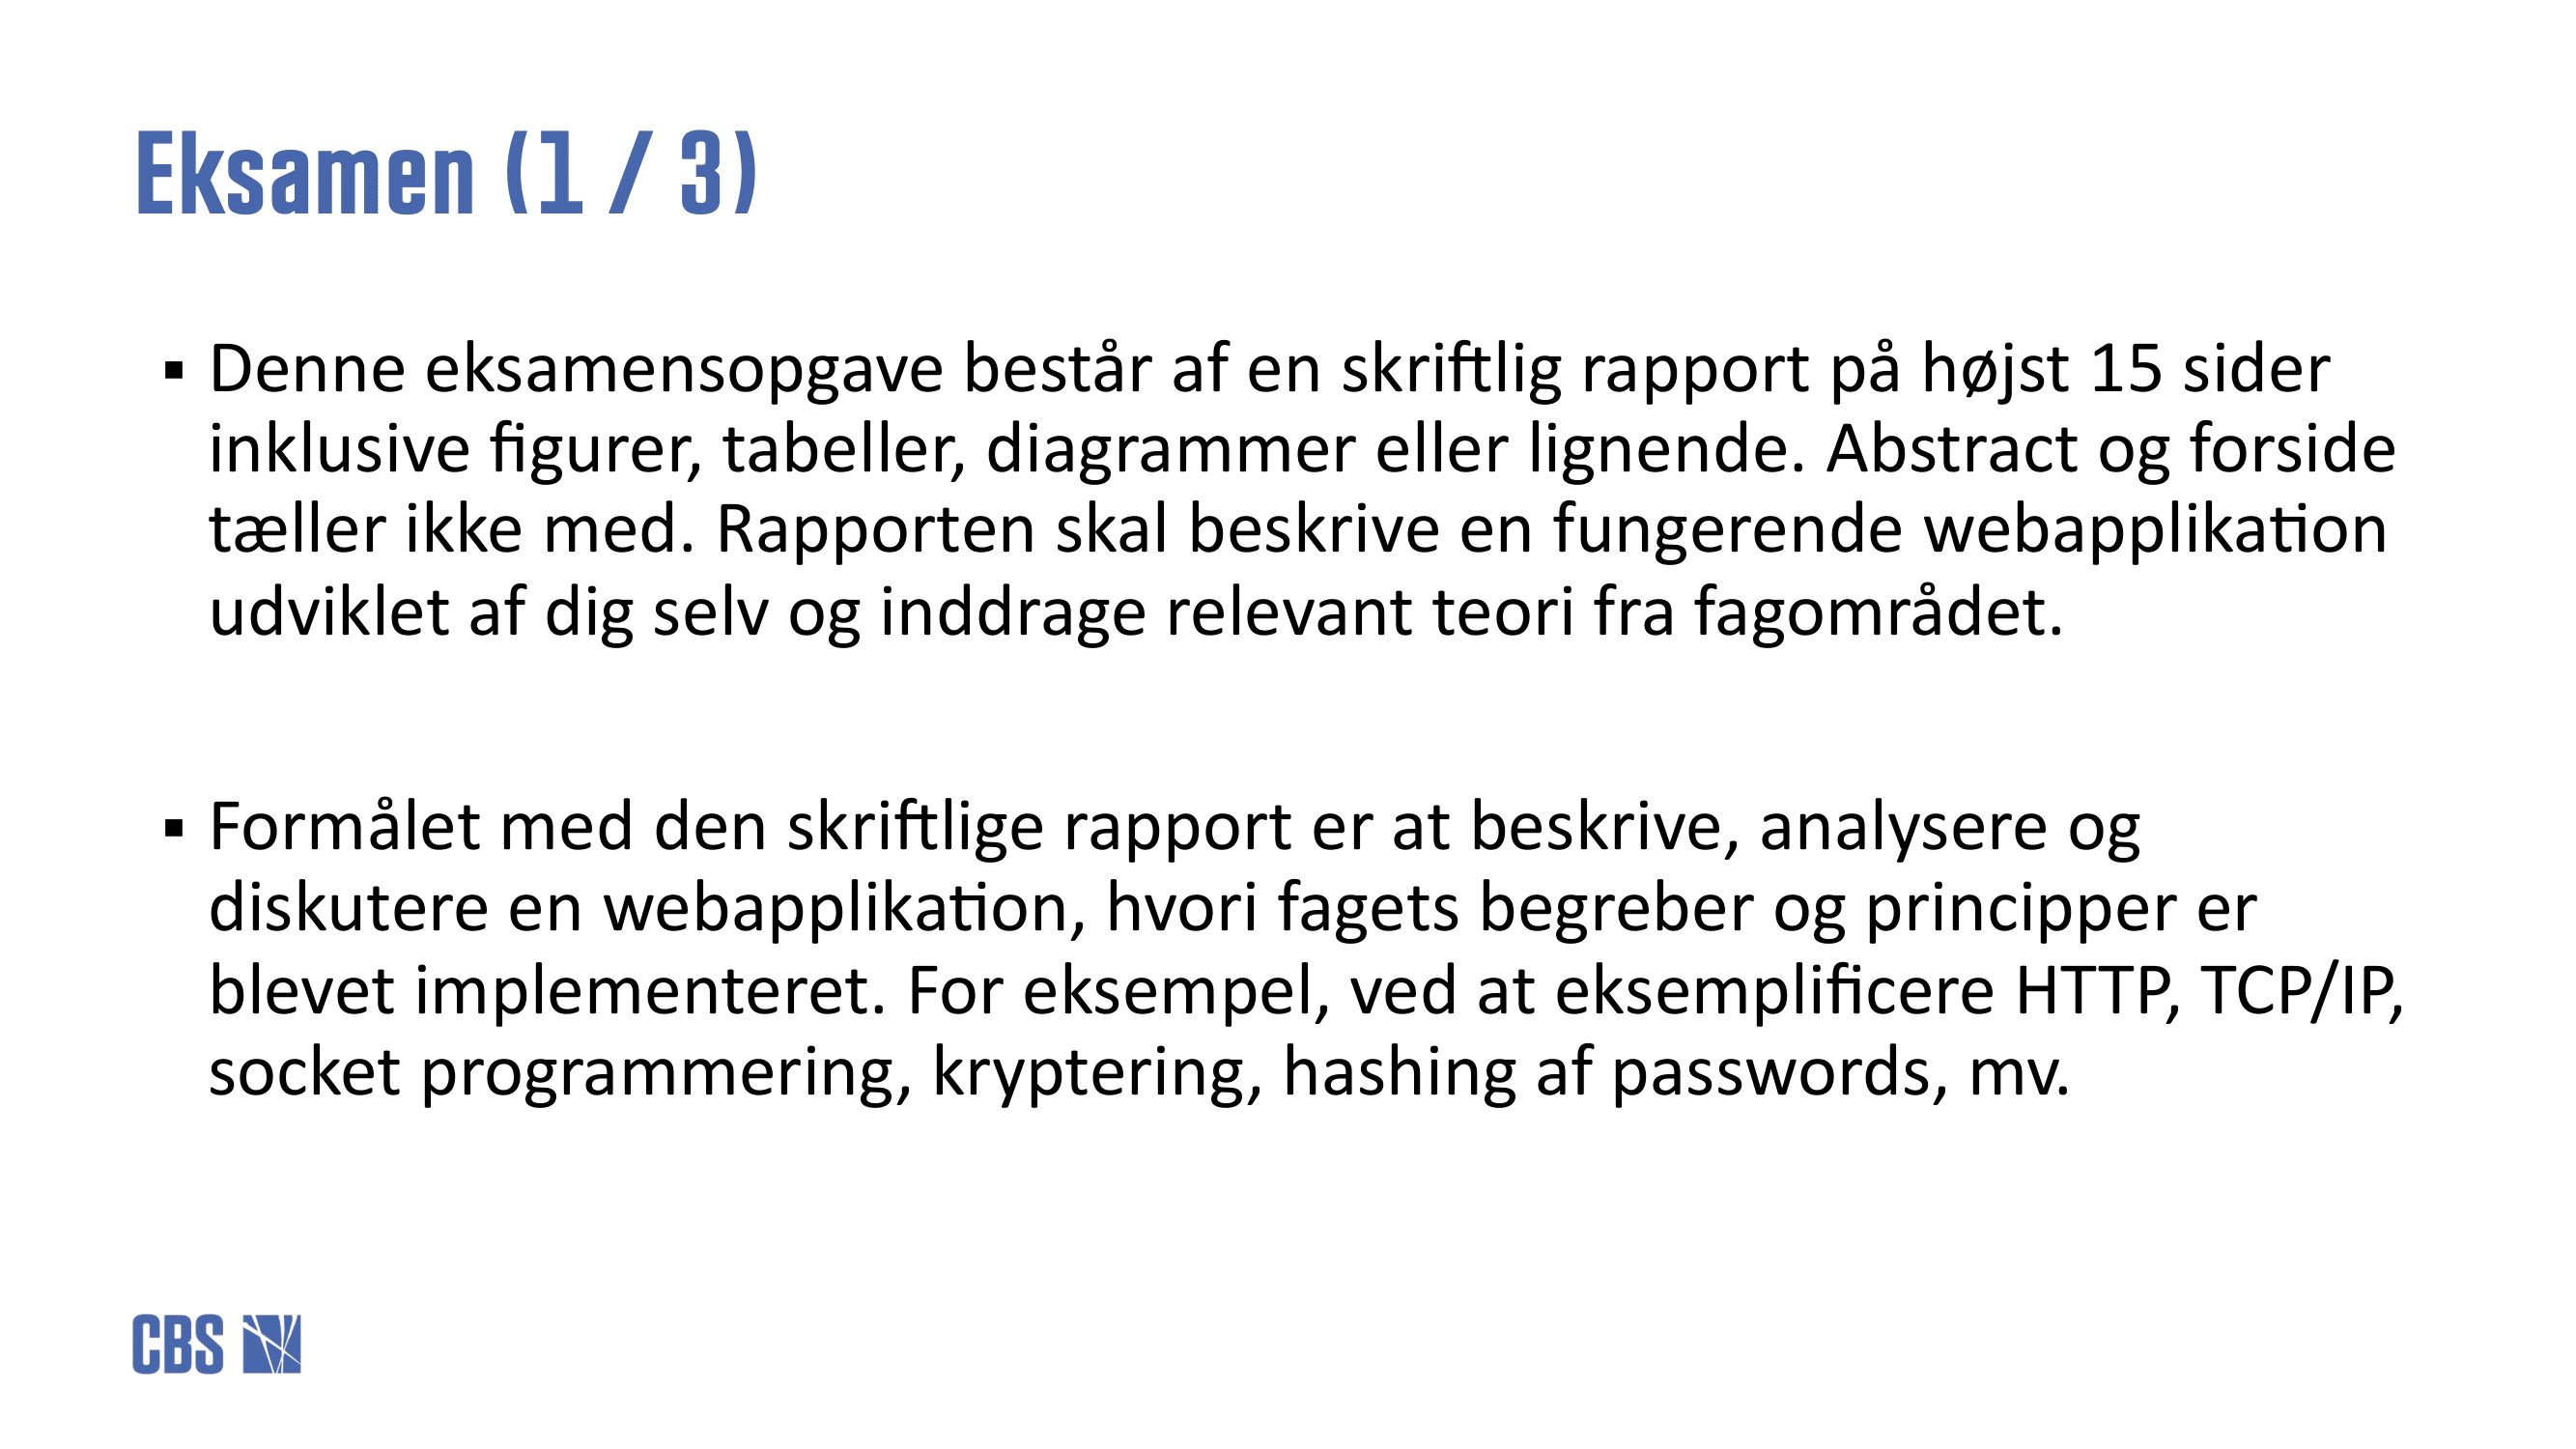 Eksamen (1 / 3)
▪ Denne eksamensopgave består af en skriftlig rapport på højst 15 sider
inklusive figurer, tabeller, diagrammer eller lignende. Abstract og forside
tæller ikke med. Rapporten skal beskrive en fungerende webapplikation
udviklet af dig selv og inddrage relevant teori fra fagområdet.
▪ Formålet med den skriftlige rapport er at beskrive, analysere og
diskutere en webapplikation, hvori fagets begreber og principper er
blevet implementeret. For eksempel, ved at eksemplificere HTTP, TCP/IP,
socket programmering, kryptering, hashing af passwords, mv.
CBS